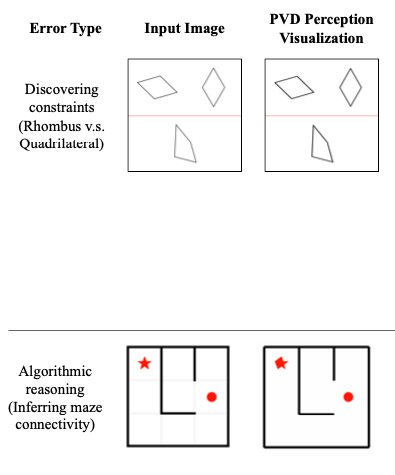 Error Type
Input Image
PVD Perception
Visualization
Discovering
constraints
(Rhombus v.s.
Quadrilateral)
Algorithmic
reasoning
(Inferring maze
connectivity)